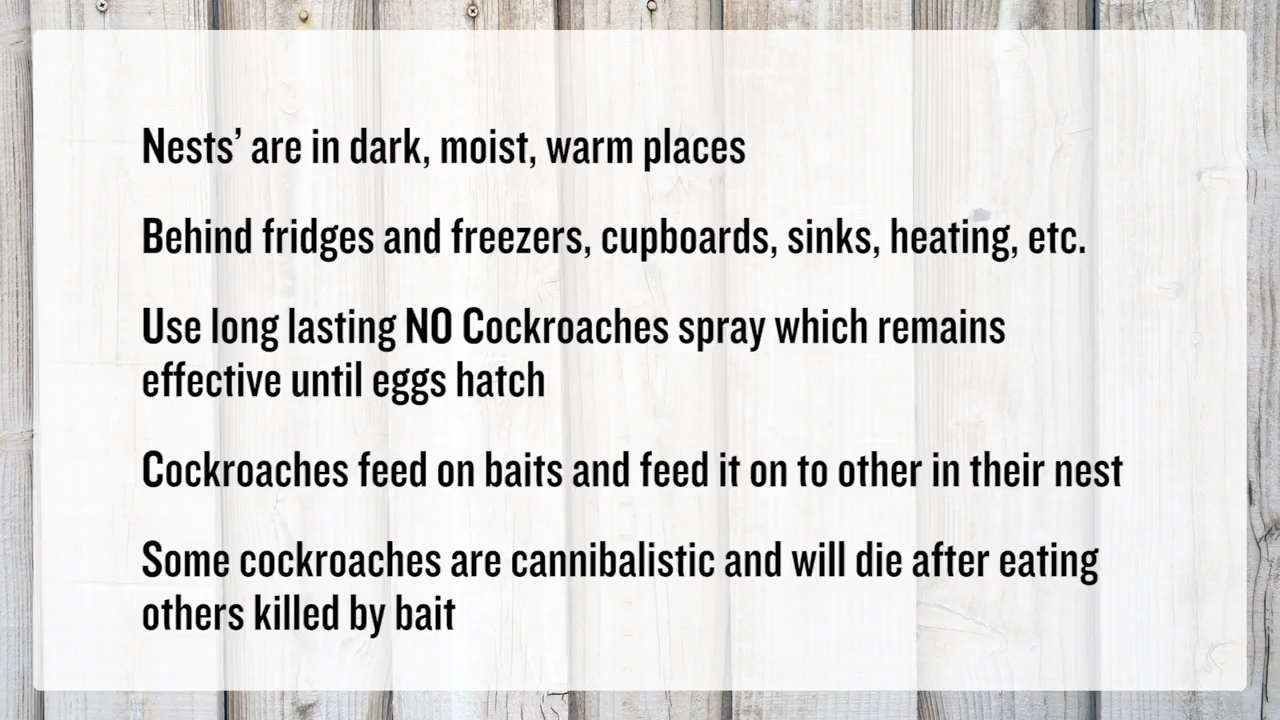 Nests’ are in dark, moist, warm places
Behind fridges and freezers, cupboards, sinks, heating, etc.
Use long lasting NO Cockroaches spray which remains
effective until eggs hatch
Cockroaches feed on baits and feed it on to other in their nest
Some cockroaches are cannibalistic and will die after eating
others killed by bait